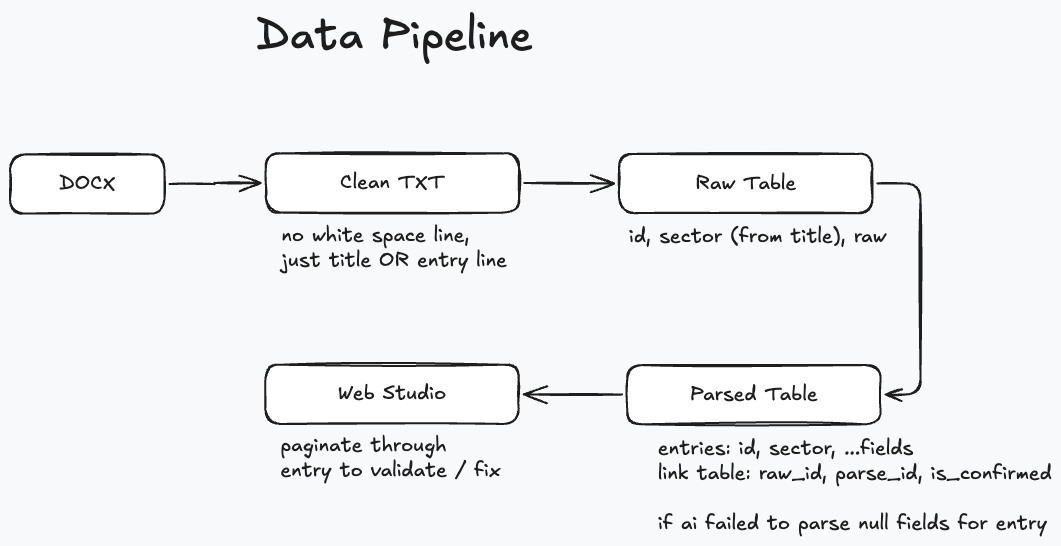 Data Pipeline
DOCX
Clean TXT
no white space line,
just title OR entry line
Raw Table
id, sector (from title), raw
Parsed Table
entries: id, sector, ...fields
link table: raw_id, parse_id, is_confirmed
if ai failed to parse null fields for entry
Web Studio
paginate through
entry to validate / fix